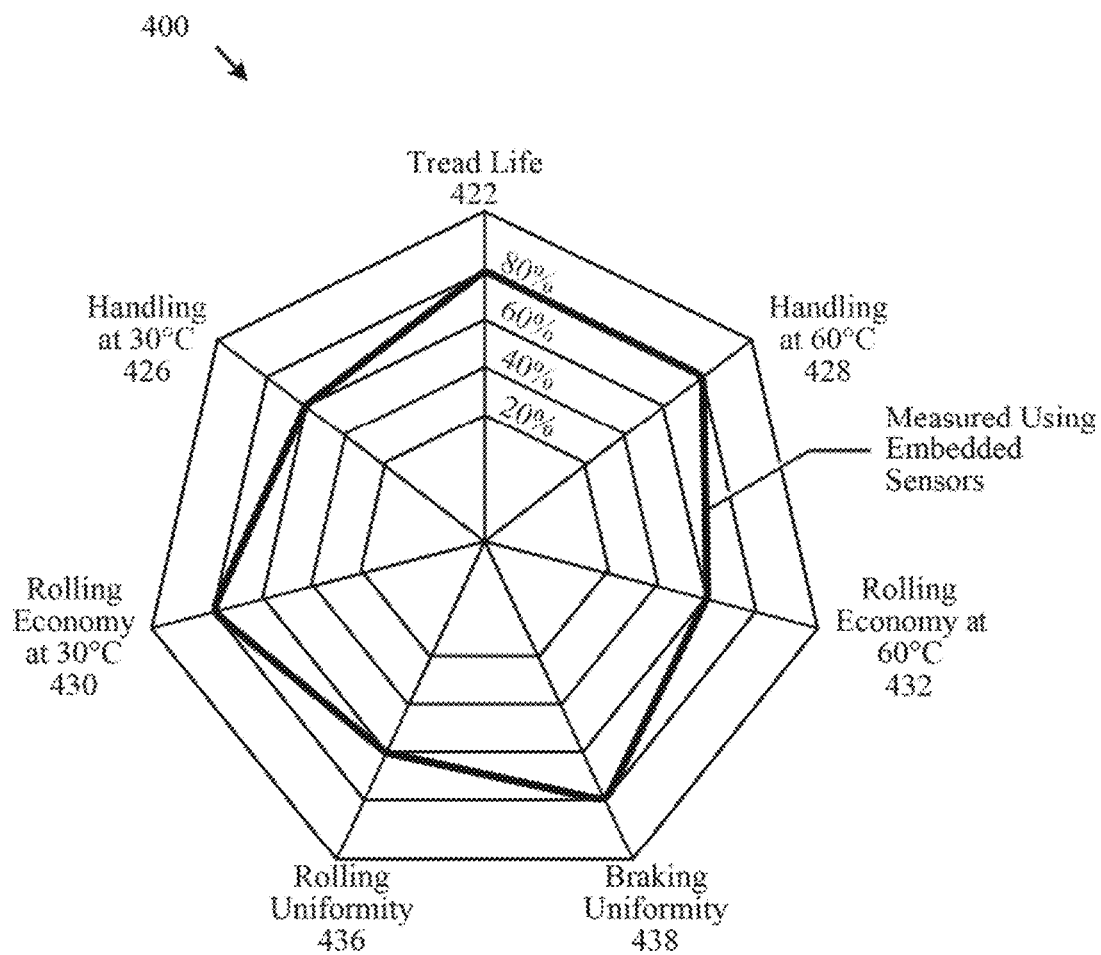 400
Tread Life
422
80%
60%
40%
20%
Handling
at 30°C
426
Handling
at 60°C
428
Measured Using
Embedded
Sensors
Rolling
Economy
at 30°C
430
Rolling
Economy at
60°C
432
Rolling
Uniformity
436
Braking
Uniformity
438